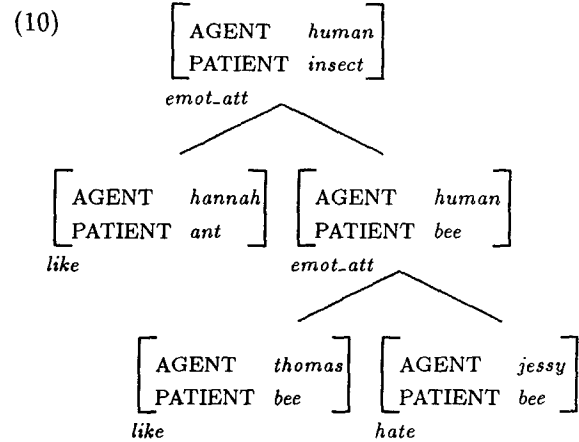 (10)
AGENT human
PATIENT insect
emot_att
AGENT hannah
PATIENT ant
like
AGENT human
PATIENT bee
emot_att
AGENT thomas
PATIENT bee
like
AGENT jessy
PATIENT bee
hate